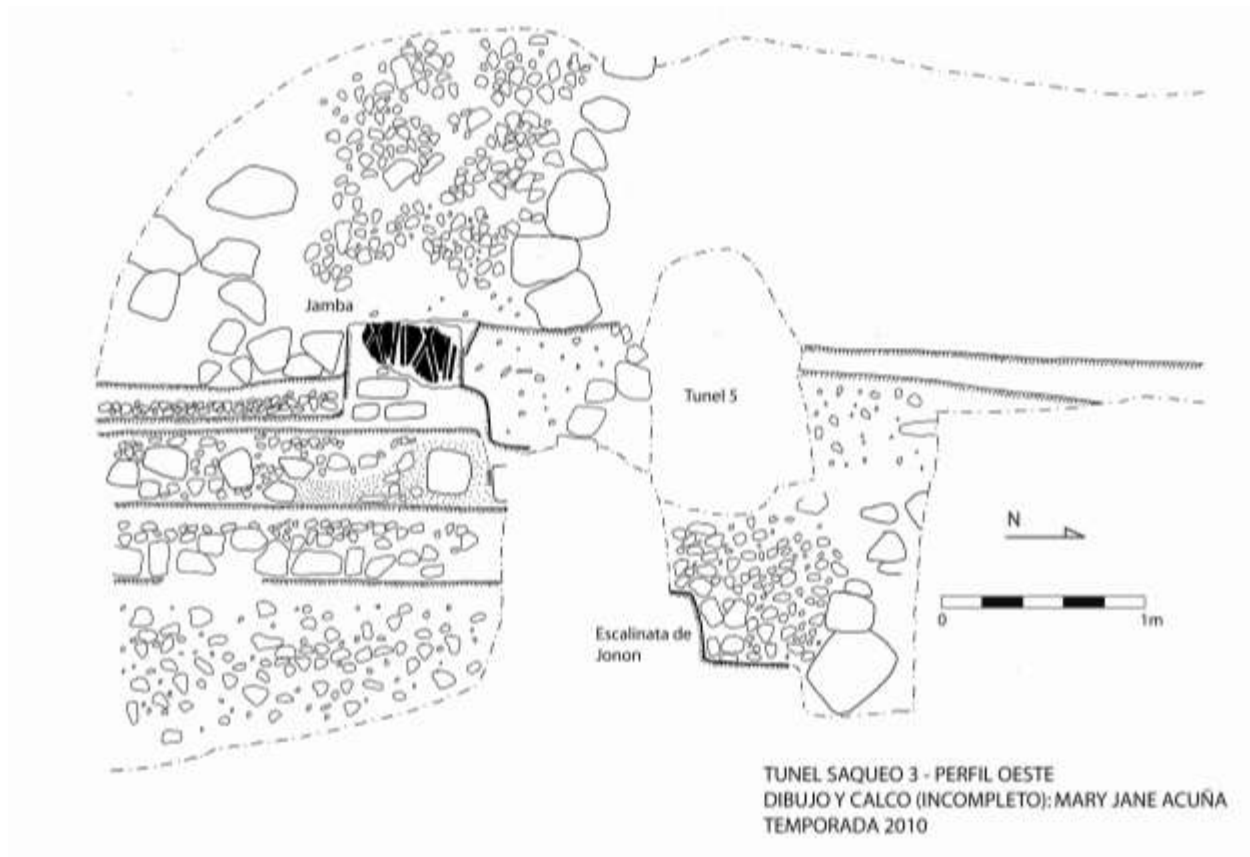 Jamba
Tunel 5
N
0 1m
Escalinata de
Jonon
TUNEL SAQUEO 3 - PERFIL OESTE
DIBUJO Y CALCO (INCOMPLETO): MARY JANE ACUÑA
TEMPORADA 2010